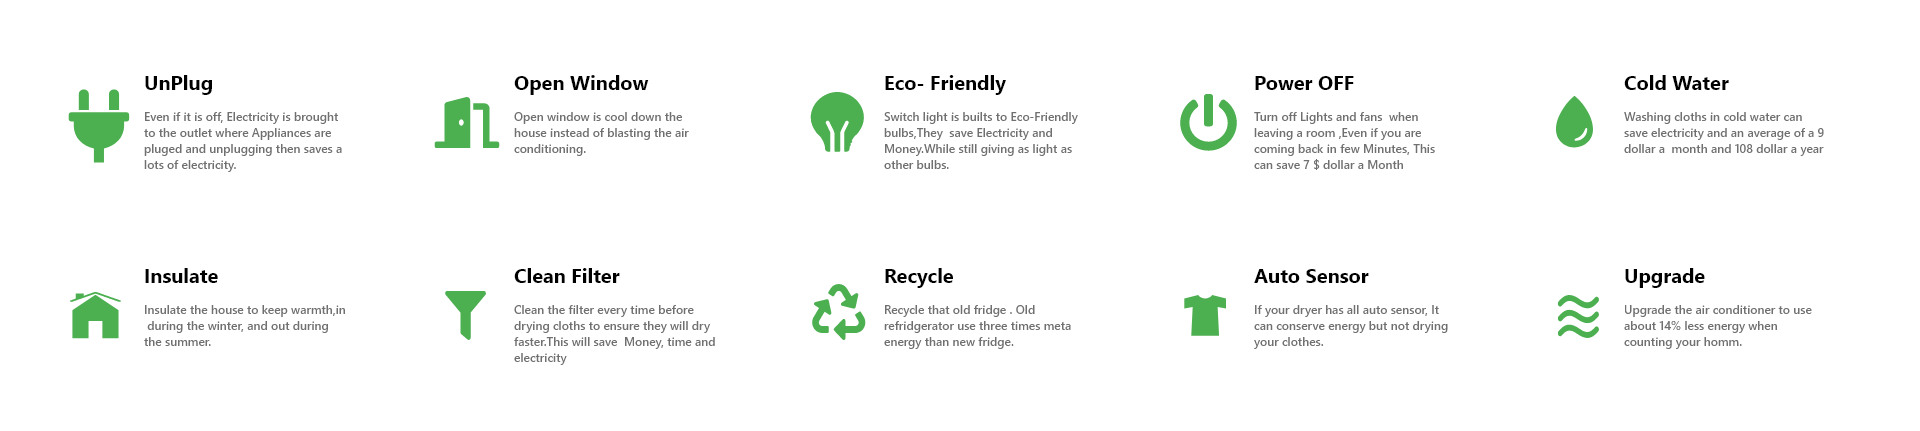 UnPlug
Even if it is off, Electricity is brought
to the outlet where Appliances are
pluged and unplugging then saves a
lots of electricity.
Open Window
Open window is cool down the
house instead of blasting the air
conditioning.
Eco- Friendly
Switch light is builts to Eco-Friendly
bulbs,They  save Electricity and
Money.While still giving as light as
other bulbs.
Power OFF
Turn off Lights and fans  when
leaving a room ,Even if you are
coming back in few Minutes, This
can save 7 $ dollar a Month
Cold Water
Washing cloths in cold water can
save electricity and an average of a 9
dollar a  month and 108 dollar a year
Insulate
Insulate the house to keep warmth,in
during the winter, and out during
the summer.
Clean Filter
Clean the filter every time before
drying cloths to ensure they will dry
faster.This will save  Money, time and
electricity
Recycle
Recycle that old fridge . Old
refridgerator use three times meta
energy than new fridge.
Auto Sensor
If your dryer has all auto sensor, It
can conserve energy but not drying
your clothes.
Upgrade
Upgrade the air conditioner to use
about 14% less energy when
counting your homm.